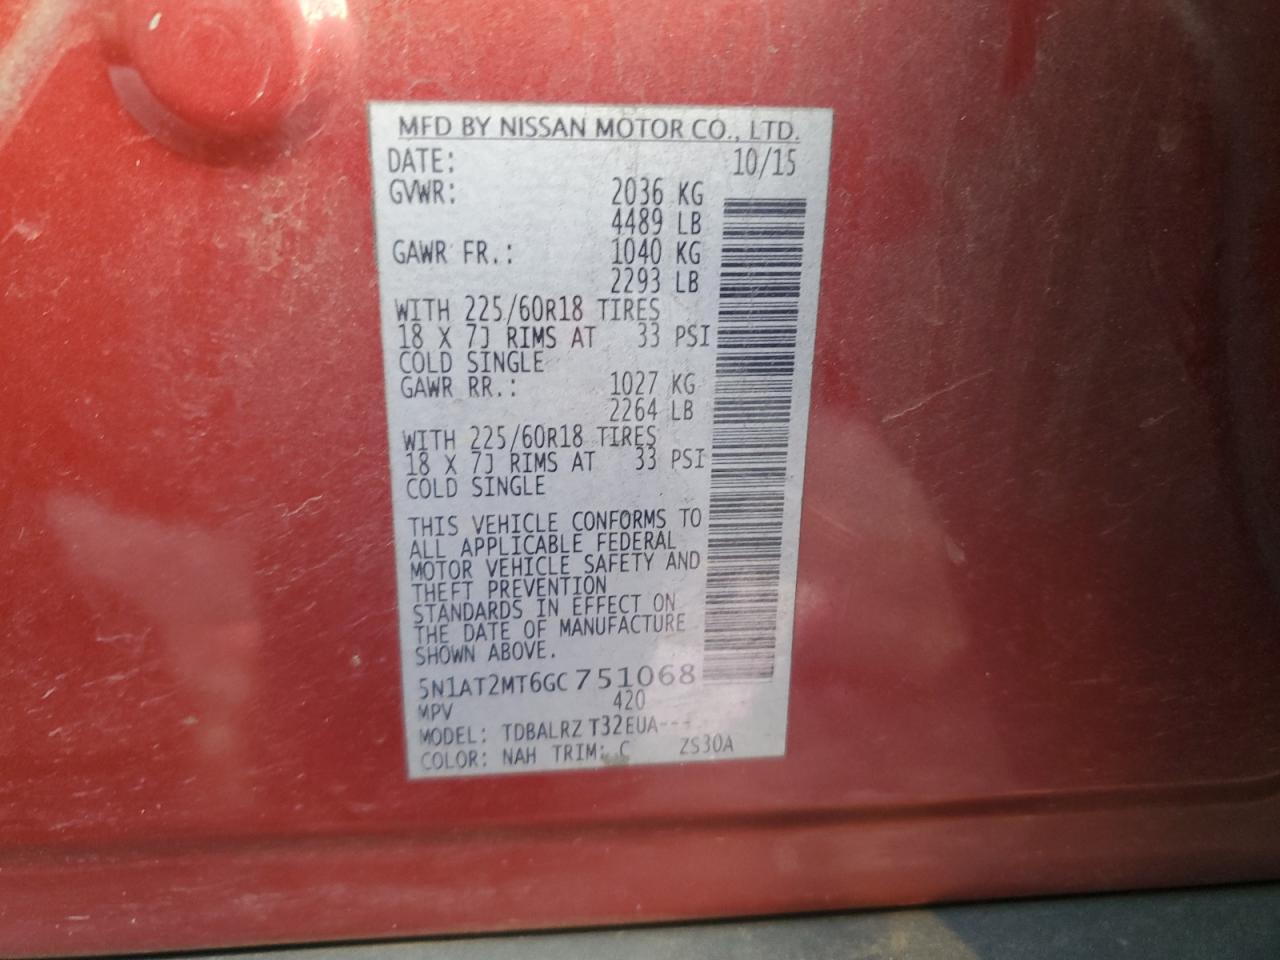 MFD BY NISSAN MOTOR CO., LTD.
DATE: 10/15
GVWR: 2036 KG
4489 LB
GAWR FR.: 1040 KG
2293 LB
WITH 225/60R18 TIRES
18 X 7J RIMS AT 33 PSI
COLD SINGLE
GAWR RR.: 1027 KG
2264 LB
WITH 225/60R18 TIRES
18 X 7J RIMS AT 33 PSI
COLD SINGLE
THIS VEHICLE CONFORMS TO
ALL APPLICABLE FEDERAL
MOTOR VEHICLE SAFETY AND
THEFT PREVENTION
STANDARDS IN EFFECT ON
THE DATE OF MANUFACTURE
SHOWN ABOVE.
5N1AT2MT6GC751068
MPV 420
MODEL: TDBALRZ T32EUA---
COLOR: NAH TRIM: C ZS30A